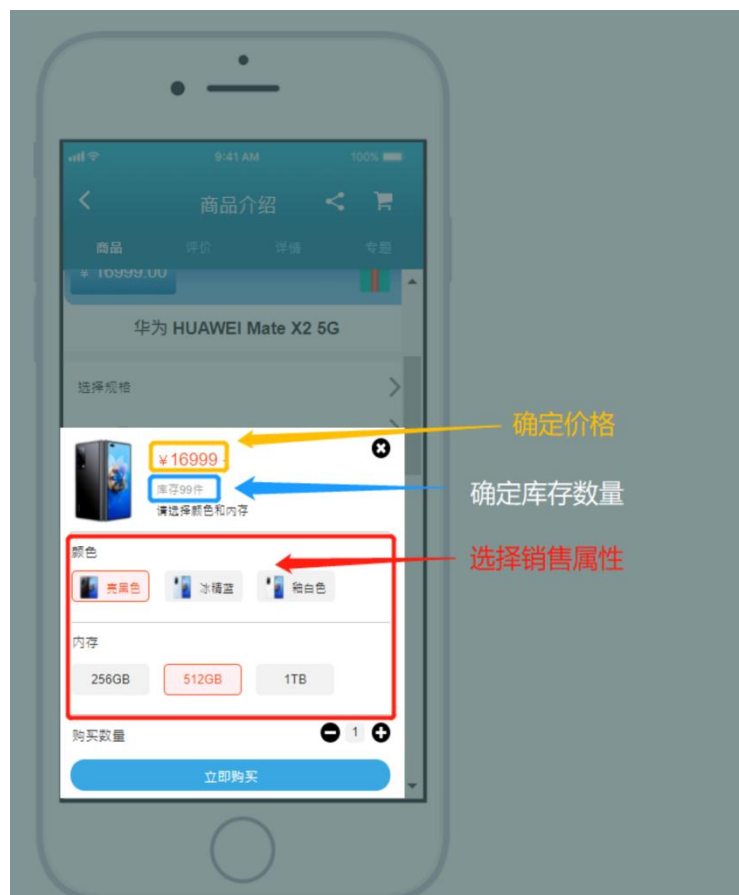 9:41 AM
100%
商品介绍
商品 评价 详情 专题
¥ 16999.00
华为 HUAWEI Mate X2 5G
选择规格
确定价格
¥16999
库存99件
确定库存数量
请选择颜色和内存
选择销售属性
颜色
亮黑色 冰晴蓝 釉白色
内存
256GB 512GB 1TB
购买数量
1
立即购买